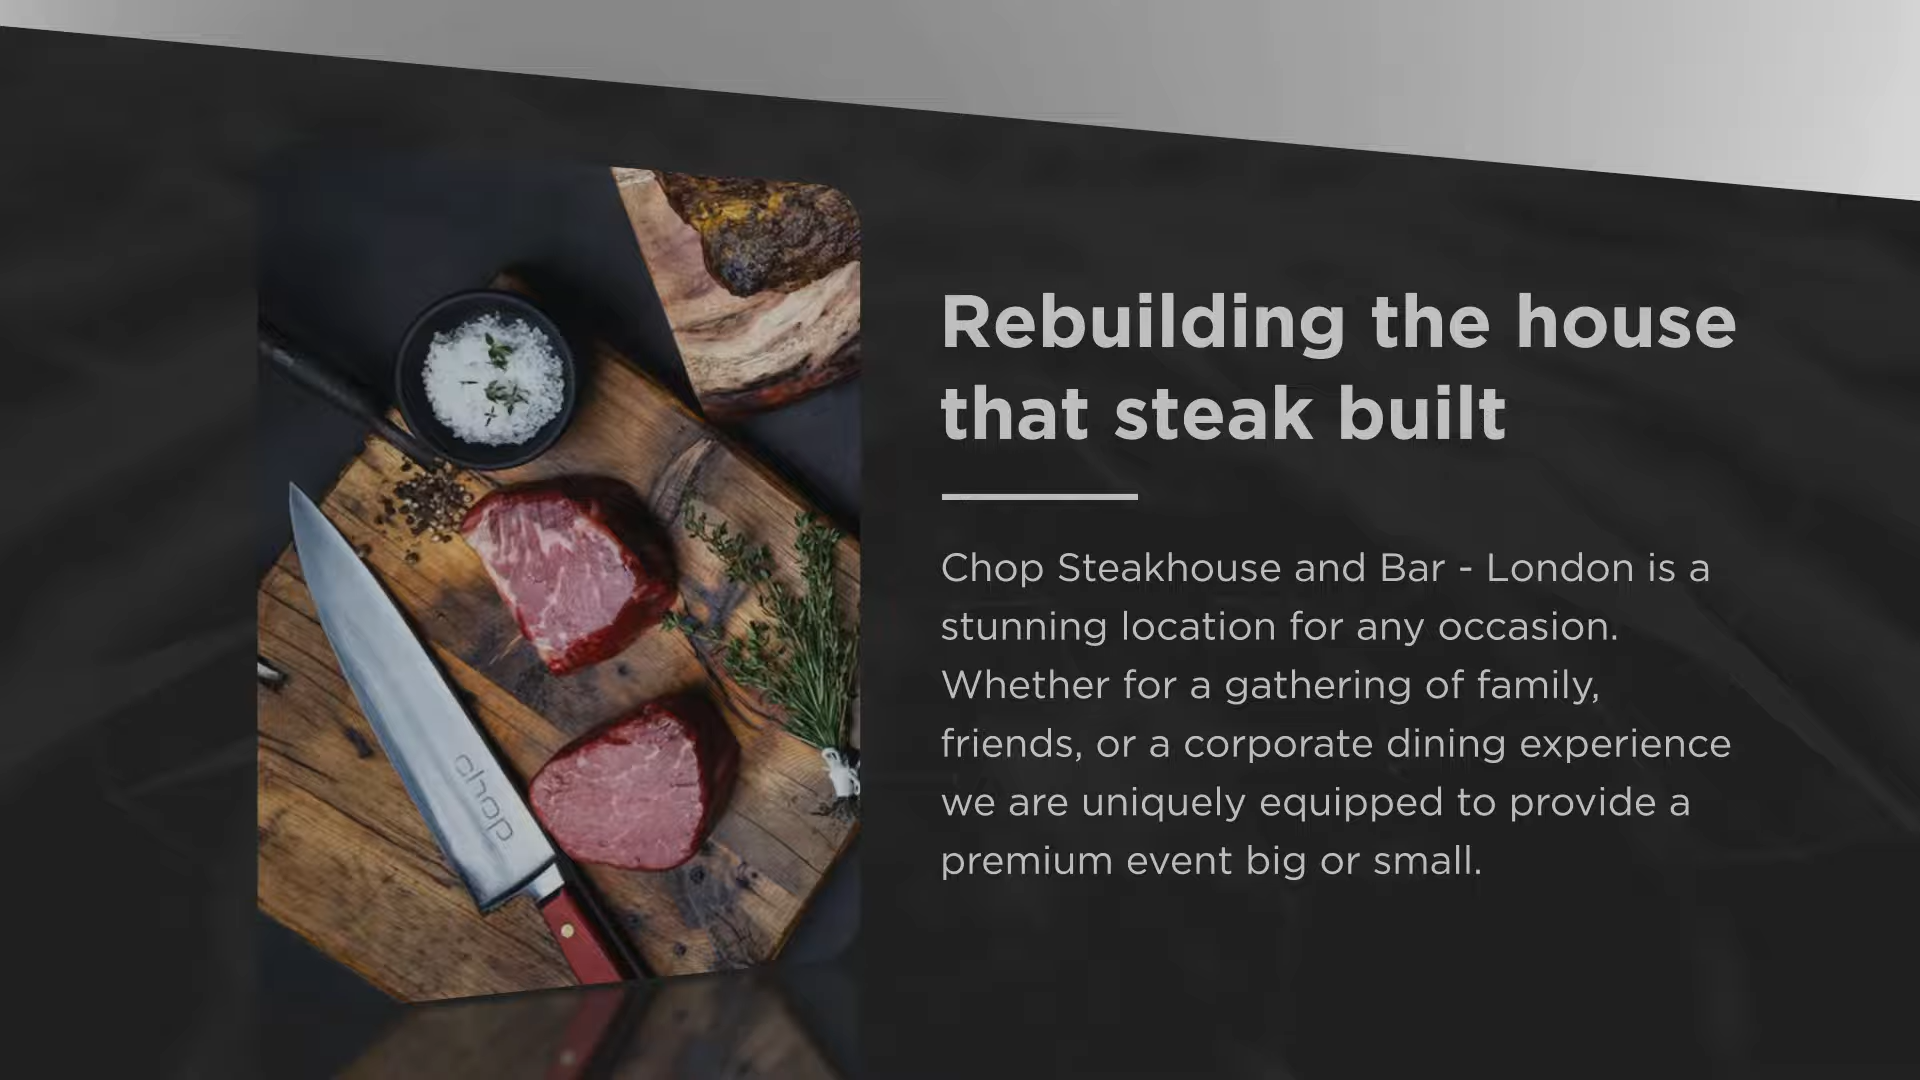 Rebuilding the house
that steak built
Chop Steakhouse and Bar - London is a
stunning location for any occasion.
Whether for a gathering of family,
friends, or a corporate dining experience
we are uniquely equipped to provide a
premium event big or small.
chop